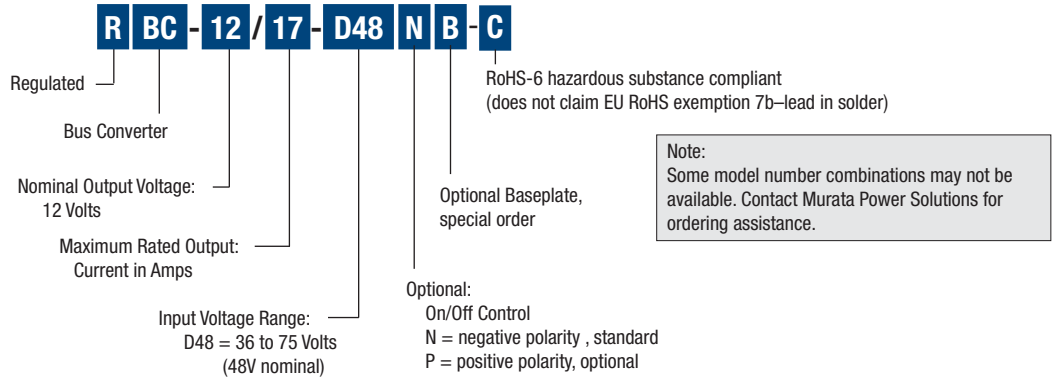 R BC - 12 / 17 - D48 N B - C
Regulated
Bus Converter
Nominal Output Voltage:
12 Volts
Maximum Rated Output:
Current in Amps
Input Voltage Range:
D48 = 36 to 75 Volts
(48V nominal)
Optional:
On/Off Control
N = negative polarity , standard
P = positive polarity, optional
Optional Baseplate,
special order
RoHS-6 hazardous substance compliant
(does not claim EU RoHS exemption 7b–lead in solder)
Note:
Some model number combinations may not be
available. Contact Murata Power Solutions for
ordering assistance.